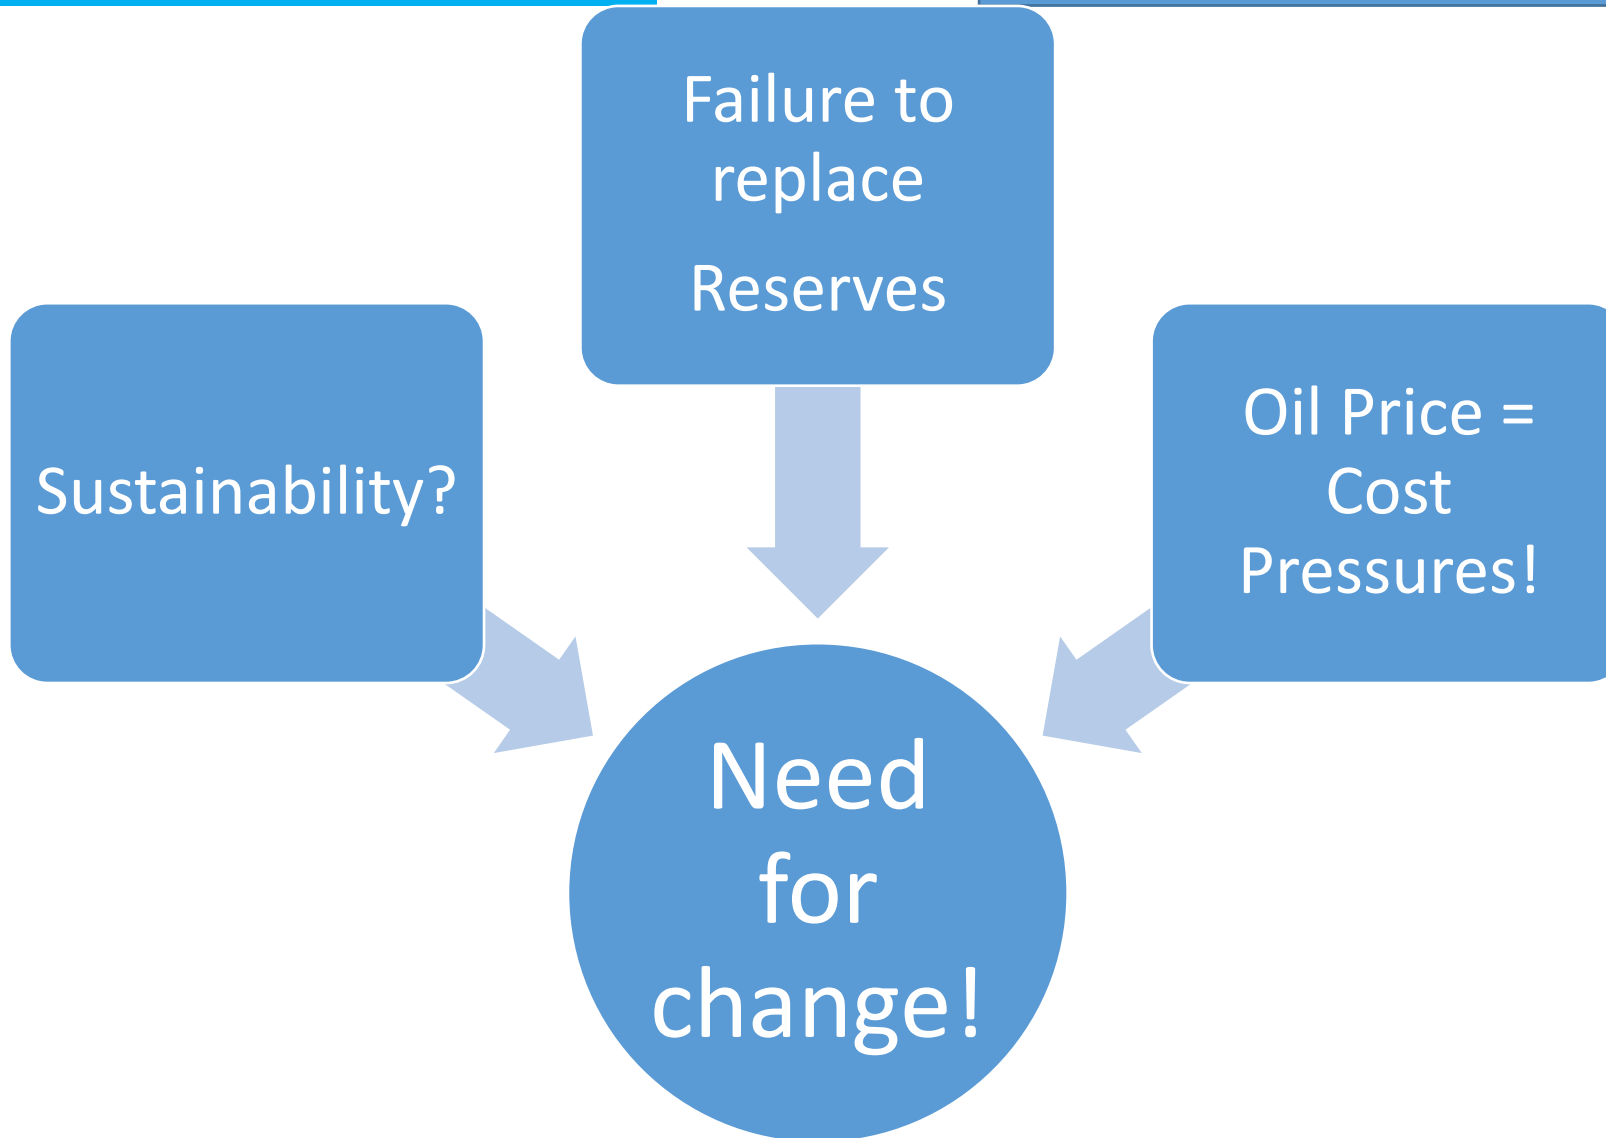 Failure to
replace
Reserves
Sustainability?
Oil Price =
Cost
Pressures!
Need
for
change!